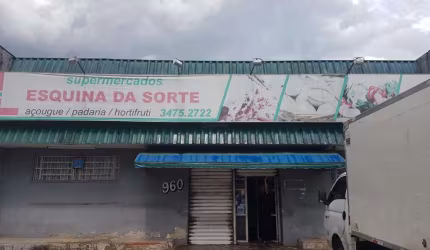 supermercados
ESQUINA DA SORTE
açougue / padaria / hortifruti 3475.2722
960